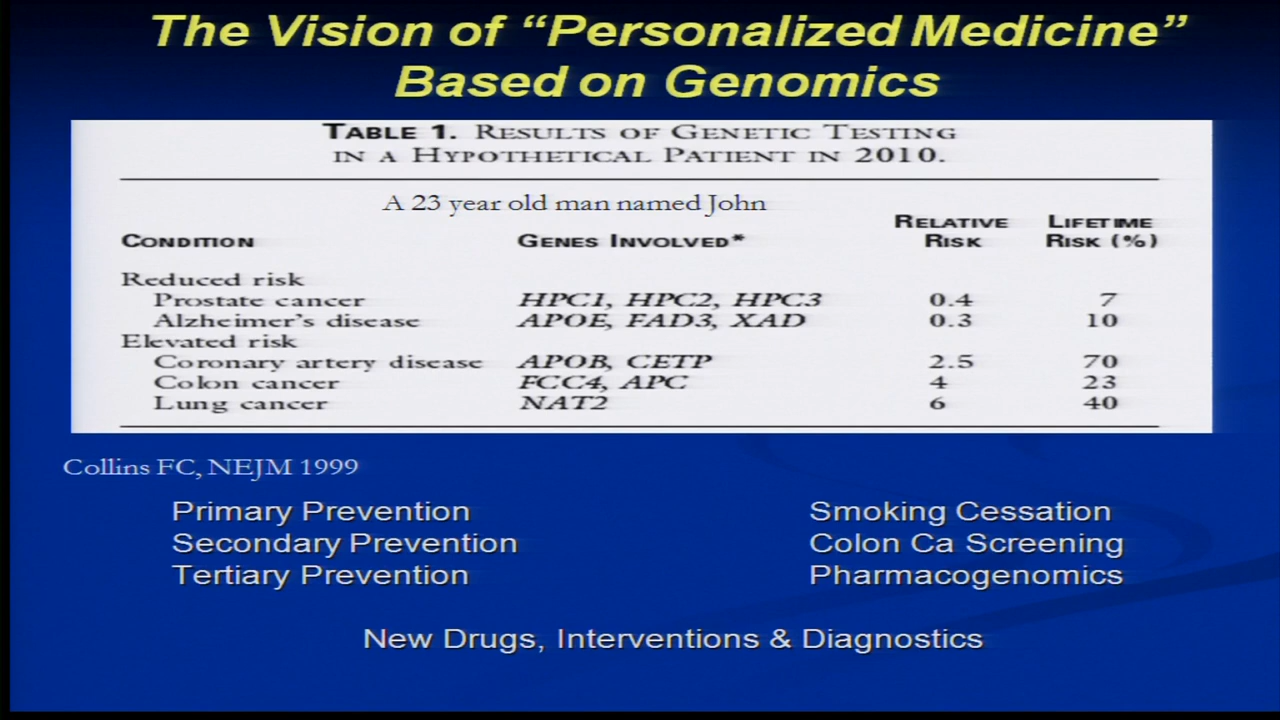 The Vision of “Personalized Medicine”
Based on Genomics
TABLE 1. RESULTS OF GENETIC TESTING
IN A HYPOTHETICAL PATIENT IN 2010.
A 23 year old man named John
CONDITION GENES INVOLVED* RELATIVE RISK LIFETIME RISK (%)
Reduced risk
Prostate cancer HPC1, HPC2, HPC3 0.4 7
Alzheimer’s disease APOE, FAD3, XAD 0.3 10
Elevated risk
Coronary artery disease APOB, CETP 2.5 70
Colon cancer FCC4, APC 4 23
Lung cancer NAT2 6 40
Collins FC, NEJM 1999
Primary Prevention Smoking Cessation
Secondary Prevention Colon Ca Screening
Tertiary Prevention Pharmacogenomics
New Drugs, Interventions & Diagnostics